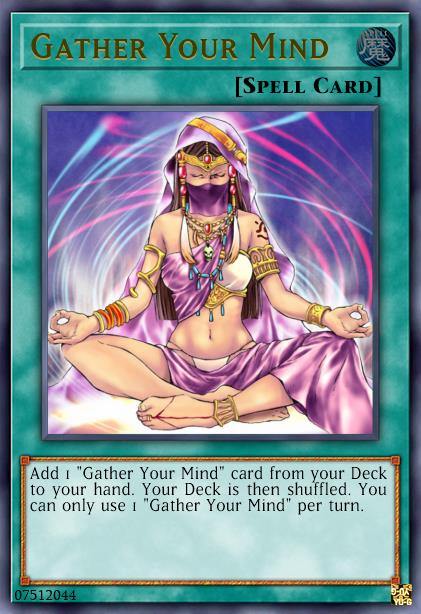 GATHER YOUR MIND
魔
[SPELL CARD]
Add 1 "Gather Your Mind" card from your Deck
to your hand. Your Deck is then shuffled. You
can only use 1 "Gather Your Mind" per turn.
07512044